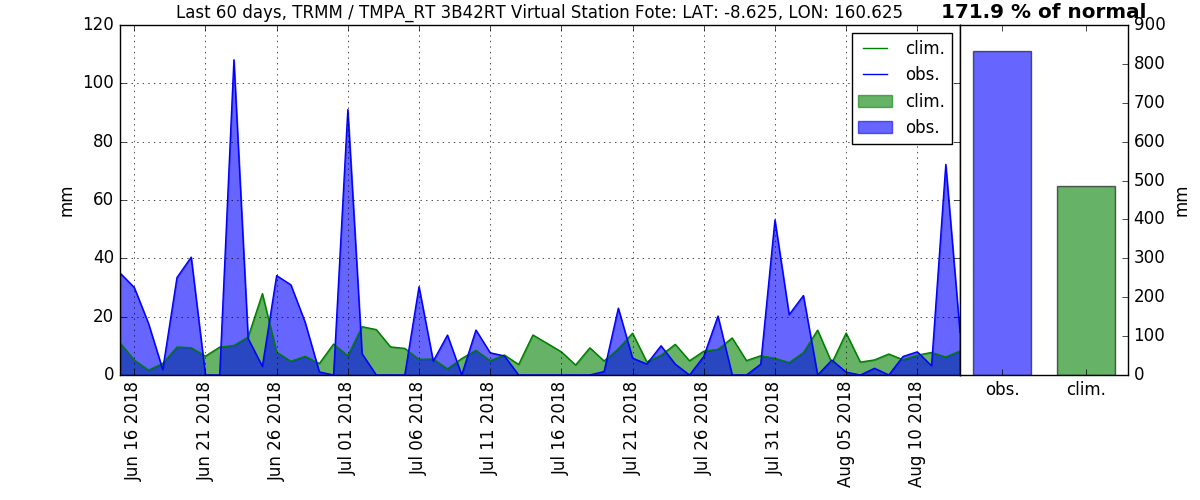 Last 60 days, TRMM / TMPA_RT 3B42RT Virtual Station Fote: LAT: -8.625, LON: 160.625
171.9 % of normal
120
100
80
60
40
20
0
mm
clim.
obs.
clim.
obs.
900
800
700
600
500
400
300
200
100
0
mm
Jun 16 2018
Jun 21 2018
Jun 26 2018
Jul 01 2018
Jul 06 2018
Jul 11 2018
Jul 16 2018
Jul 21 2018
Jul 26 2018
Jul 31 2018
Aug 05 2018
Aug 10 2018
obs.
clim.